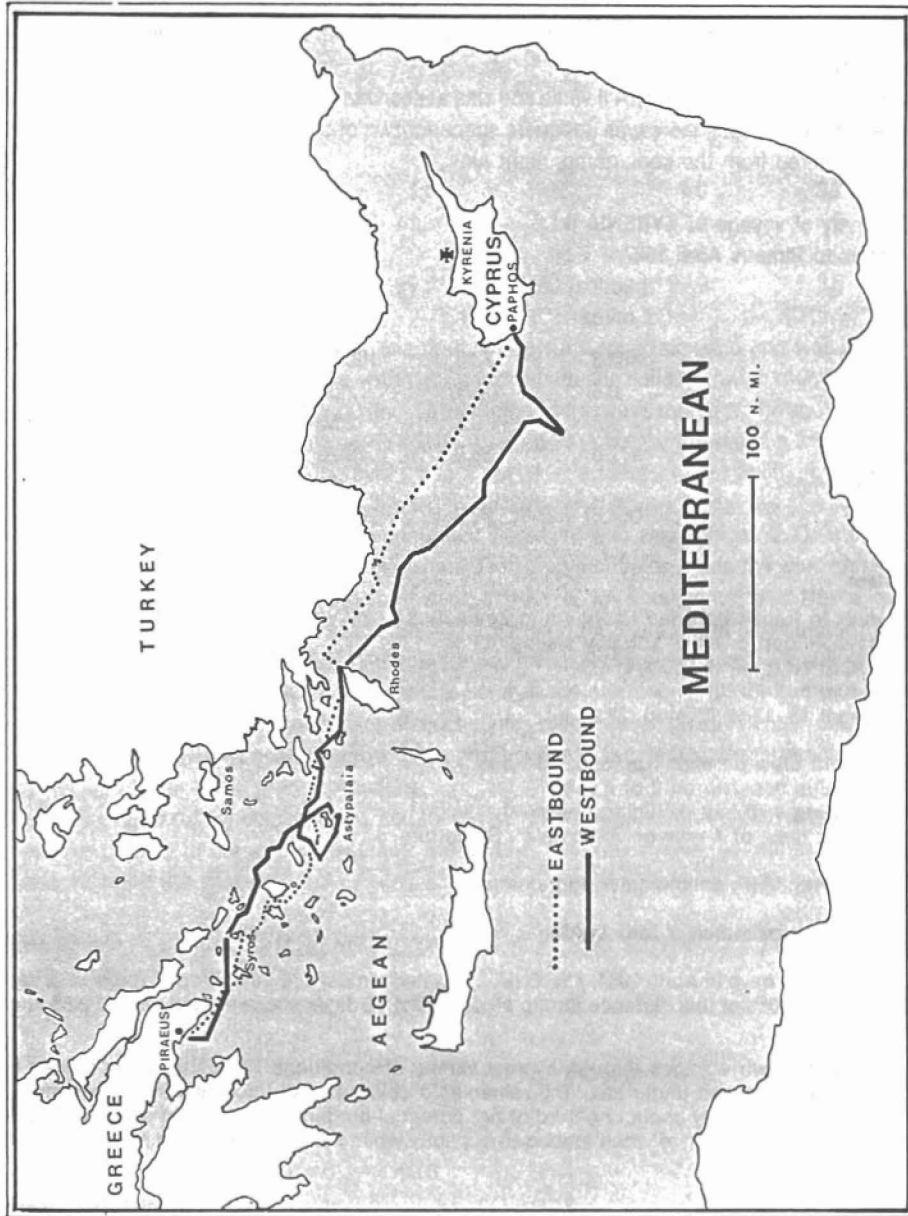 GREECE
PIRAEUS
TURKEY
Samos
Syros
Astypalaia
Rhodes
AEGEAN
KYRENIA
CYPRUS
PAPHOS
MEDITERRANEAN
100 N. MI.
EASTBOUND
WESTBOUND